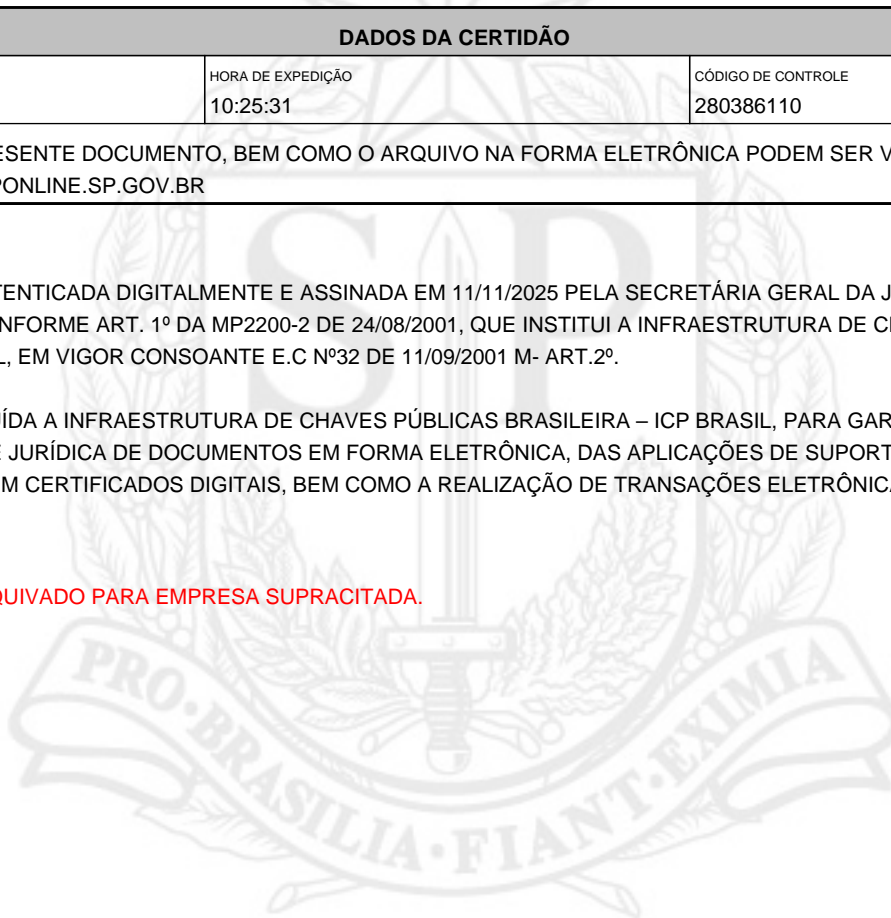 DADOS DA CERTIDÃO
HORA DE EXPEDIÇÃO CÓDIGO DE CONTROLE
10:25:31 280386110
ESENTE DOCUMENTO, BEM COMO O ARQUIVO NA FORMA ELETRÔNICA PODEM SER V
PONLINE.SP.GOV.BR
TENTICADA DIGITALMENTE E ASSINADA EM 11/11/2025 PELA SECRETÁRIA GERAL DA J
NFORME ART. 1º DA MP2200-2 DE 24/08/2001, QUE INSTITUI A INFRAESTRUTURA DE C
L, EM VIGOR CONSOANTE E.C Nº32 DE 11/09/2001 M- ART.2º.
ÍDA A INFRAESTRUTURA DE CHAVES PÚBLICAS BRASILEIRA – ICP BRASIL, PARA GAR
E JURÍDICA DE DOCUMENTOS EM FORMA ELETRÔNICA, DAS APLICAÇÕES DE SUPORT
M CERTIFICADOS DIGITAIS, BEM COMO A REALIZAÇÃO DE TRANSAÇÕES ELETRÔNICA
QUIVADO PARA EMPRESA SUPRACITADA.
SP
PRO·BRASILIA·FIANT·EXIMIA